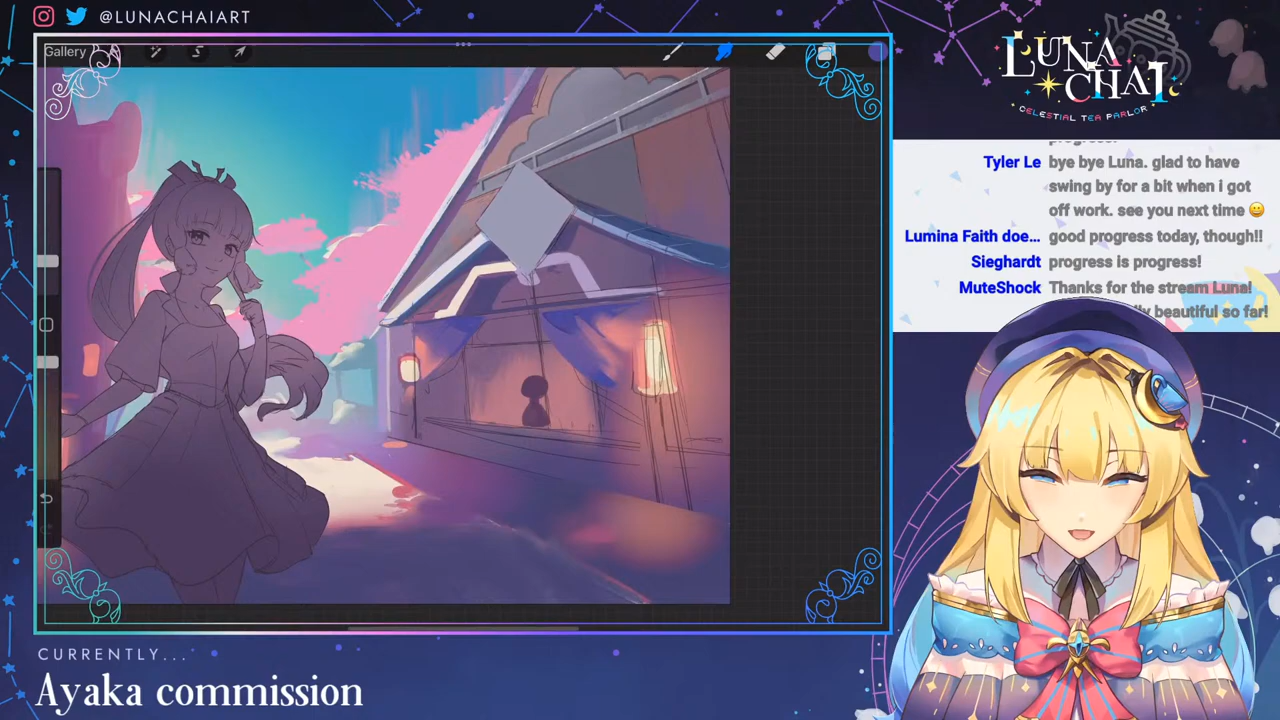 @LUNACHAIART
Gallery
LUNA
CHAI
CELESTIAL TEA PARLOR
progress!
Tyler Le bye bye Luna. glad to have
swing by for a bit when i got
off work. see you next time 😀
Lumina Faith doe... good progress today, though!!
Sieghardt progress is progress!
MuteShock Thanks for the stream Luna!
beautiful so far!
CURRENTLY...
Ayaka commission